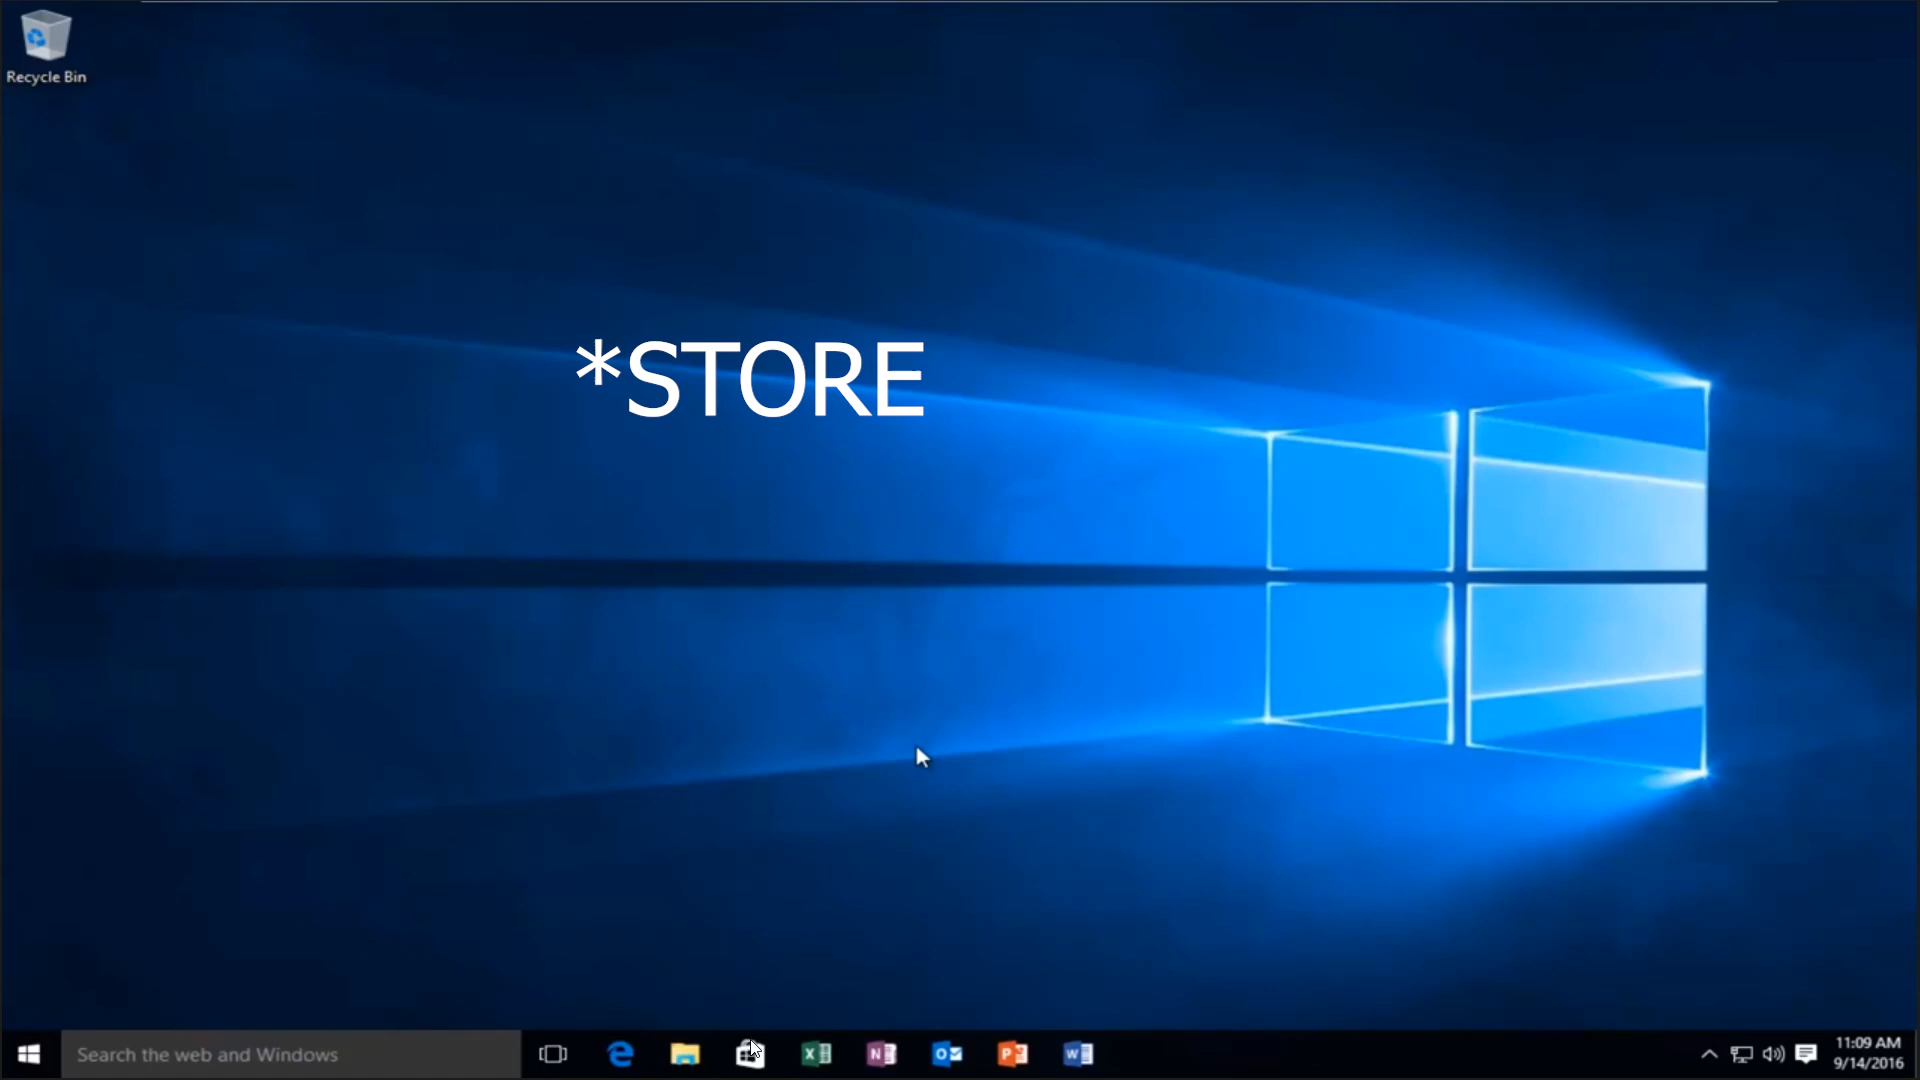 Recycle Bin
*STORE
Search the web and Windows
X
N
O
P
W
11:09 AM
9/14/2016